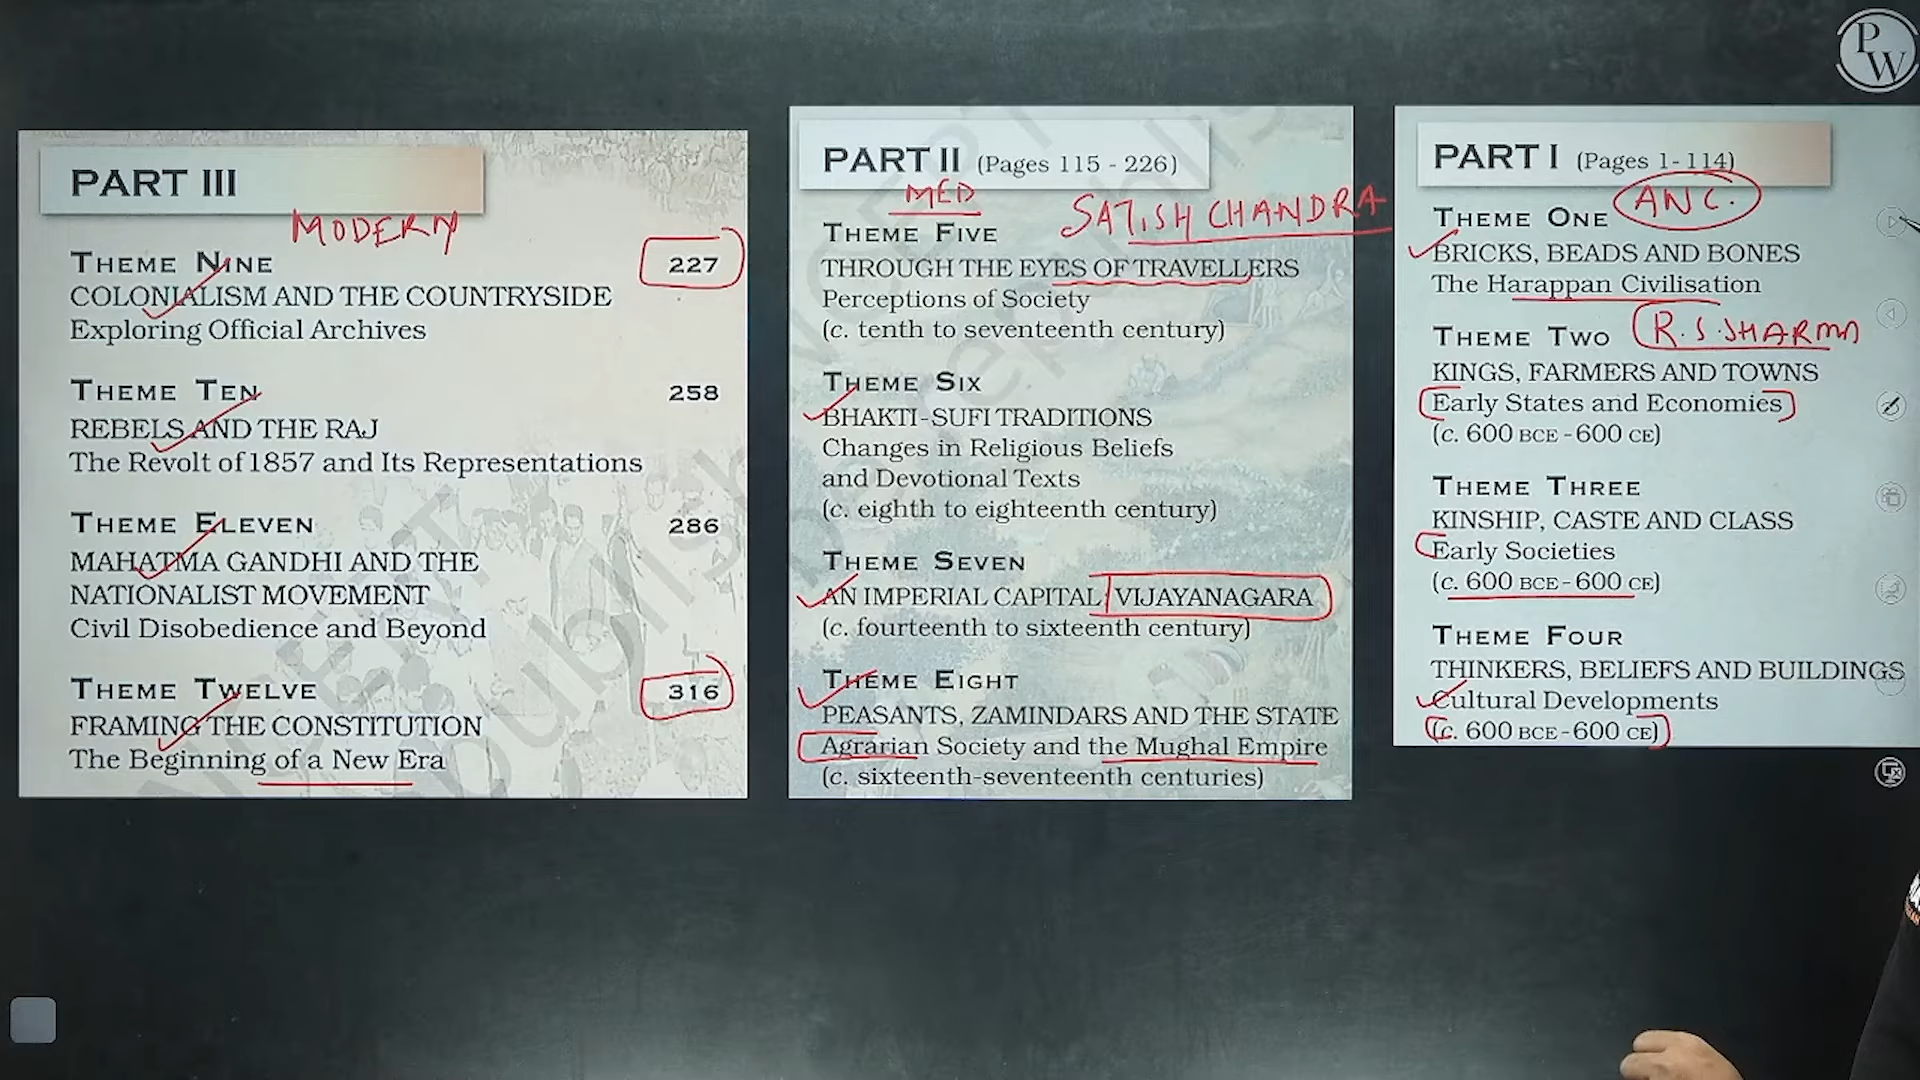 PART III
MODERN
THEME NINE
227
COLONIALISM AND THE COUNTRYSIDE
Exploring Official Archives
THEME TEN
258
REBELS AND THE RAJ
The Revolt of 1857 and Its Representations
THEME ELEVEN
286
MAHATMA GANDHI AND THE
NATIONALIST MOVEMENT
Civil Disobedience and Beyond
THEME TWELVE
316
FRAMING THE CONSTITUTION
The Beginning of a New Era
PART II (Pages 115 - 226)
MED
SATISH CHANDRA
THEME FIVE
THROUGH THE EYES OF TRAVELLERS
Perceptions of Society
(c. tenth to seventeenth century)
THEME SIX
BHAKTI-SUFI TRADITIONS
Changes in Religious Beliefs
and Devotional Texts
(c. eighth to eighteenth century)
THEME SEVEN
AN IMPERIAL CAPITAL VIJAYANAGARA
(c. fourteenth to sixteenth century)
THEME EIGHT
PEASANTS, ZAMINDARS AND THE STATE
Agrarian Society and the Mughal Empire
(c. sixteenth-seventeenth centuries)
PART I (Pages 1-114)
ANC.
THEME ONE
BRICKS, BEADS AND BONES
The Harappan Civilisation
THEME TWO
R.S.SHARMA
KINGS, FARMERS AND TOWNS
Early States and Economies
(c. 600 BCE-600 CE)
THEME THREE
KINSHIP, CASTE AND CLASS
Early Societies
(c. 600 BCE-600 CE)
THEME FOUR
THINKERS, BELIEFS AND BUILDINGS
Cultural Developments
(c. 600 BCE-600 CE)
PW